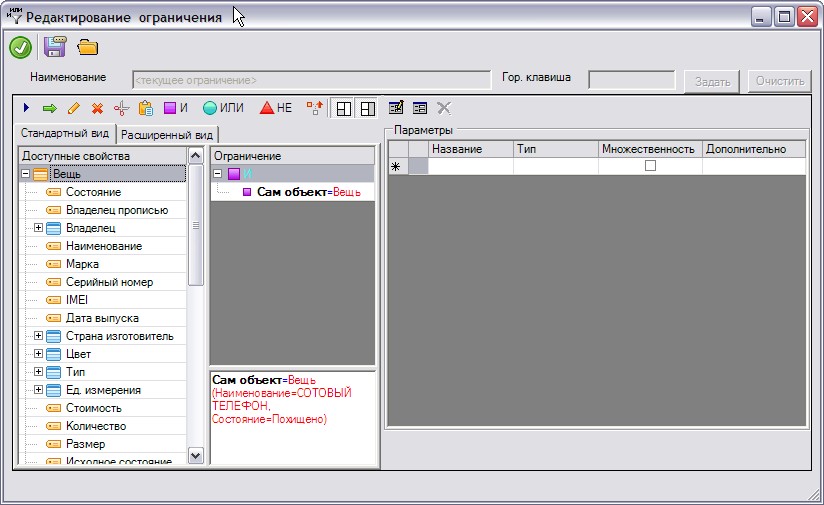 ИЛИ
Редактирование ограничения
Наименование
<текущее ограничение>
Гор. клавиша
Задать
Очистить
И
ИЛИ
НЕ
Стандартный вид
Расширенный вид
Доступные свойства
Вещь
Состояние
Владелец прописью
Владелец
Наименование
Марка
Серийный номер
IMEI
Дата выпуска
Страна изготовитель
Цвет
Тип
Ед. измерения
Стоимость
Количество
Размер
Исходное состояние
Ограничение
И
Сам объект=Вещь
Сам объект=Вещь
(Наименование=СОТОВЫЙ
ТЕЛЕФОН,
Состояние=Похищено)
Параметры
Название
Тип
Множественность
Дополнительно